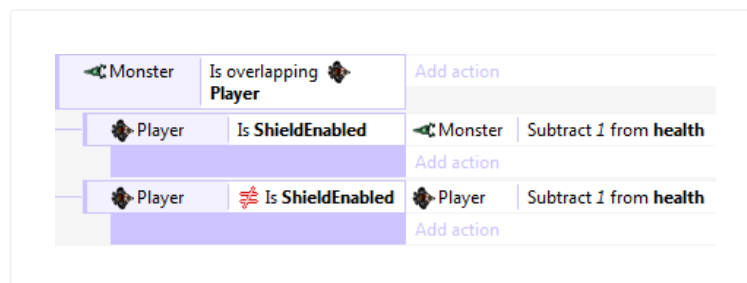 Monster Is overlapping Player Add action
Player Is ShieldEnabled Monster Subtract 1 from health
Add action
Player Is ShieldEnabled Player Subtract 1 from health
Add action